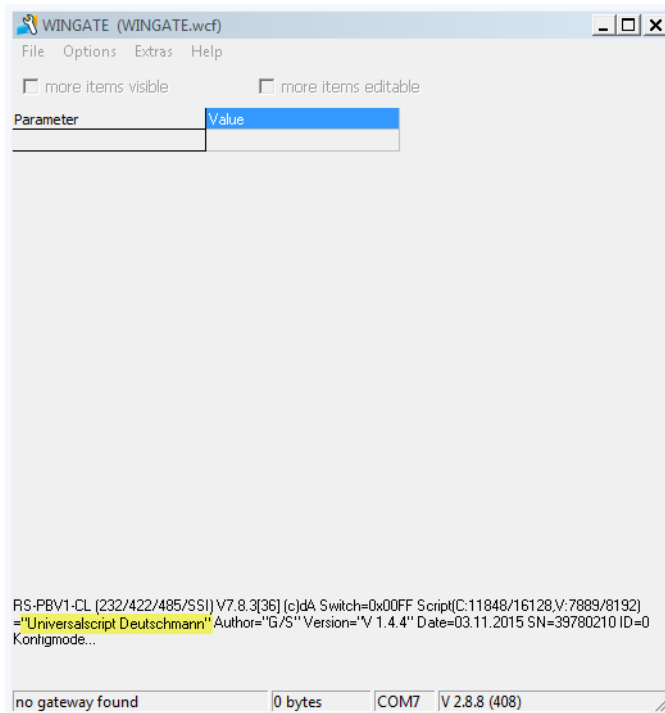 WINGATE (WINGATE.wcf)
File Options Extras Help
more items visible more items editable
Parameter Value
RS-PBV1-CL (232/422/485/SSI) V7.8.3[36] (c)dA Switch=0x00FF Script(C:11848/16128,V:7889/8192)
="Universalscript Deutschmann" Author="G/S" Version="V 1.4.4" Date=03.11.2015 SN=39780210 ID=0
Konfigmode...
no gateway found 0 bytes COM7 V 2.8.8 (408)